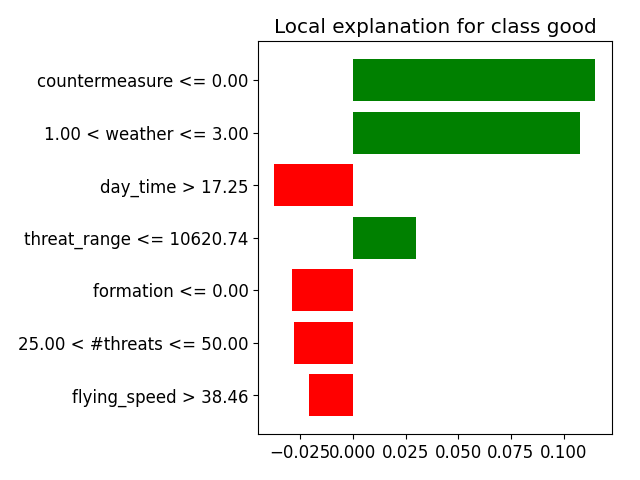 Local explanation for class good
countermeasure <= 0.00
1.00 < weather <= 3.00
day_time > 17.25
threat_range <= 10620.74
formation <= 0.00
25.00 < #threats <= 50.00
flying_speed > 38.46
−0.025 0.000 0.025 0.050 0.075 0.100